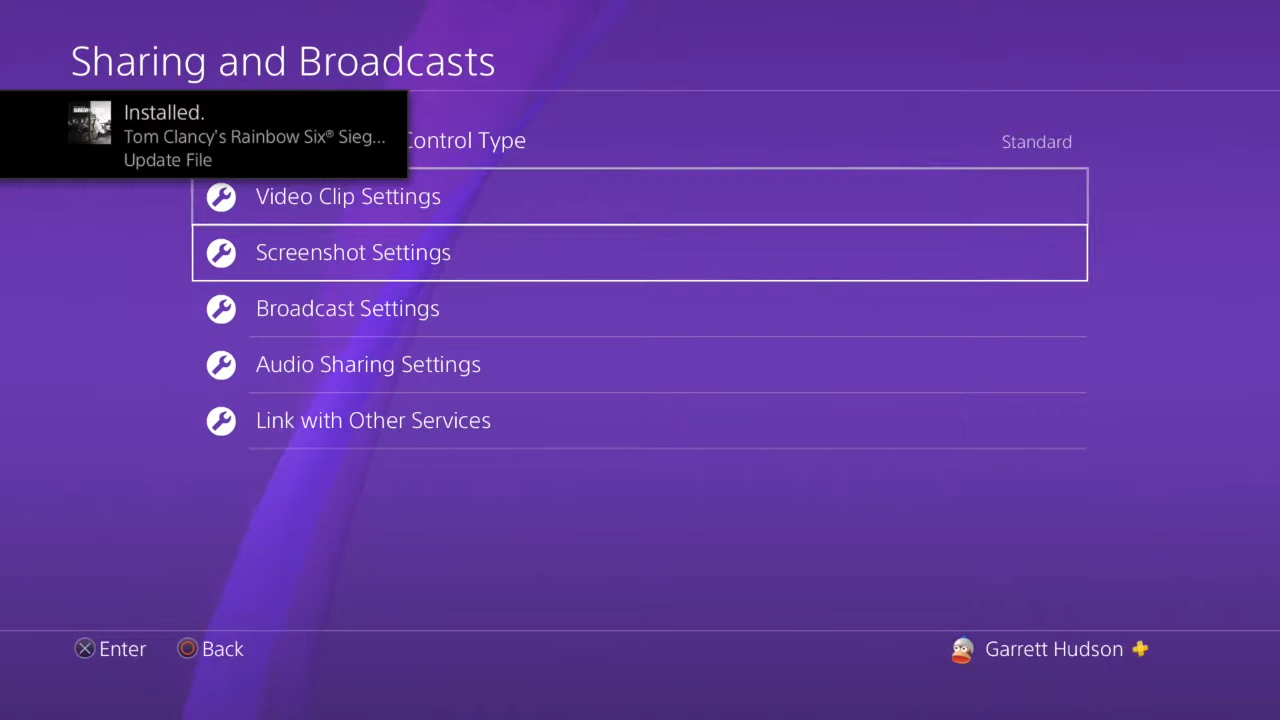 Sharing and Broadcasts
Installed.
Tom Clancy's Rainbow Six® Sieg...
Update File
Control Type
Standard
Video Clip Settings
Screenshot Settings
Broadcast Settings
Audio Sharing Settings
Link with Other Services
Enter
Back
Garrett Hudson